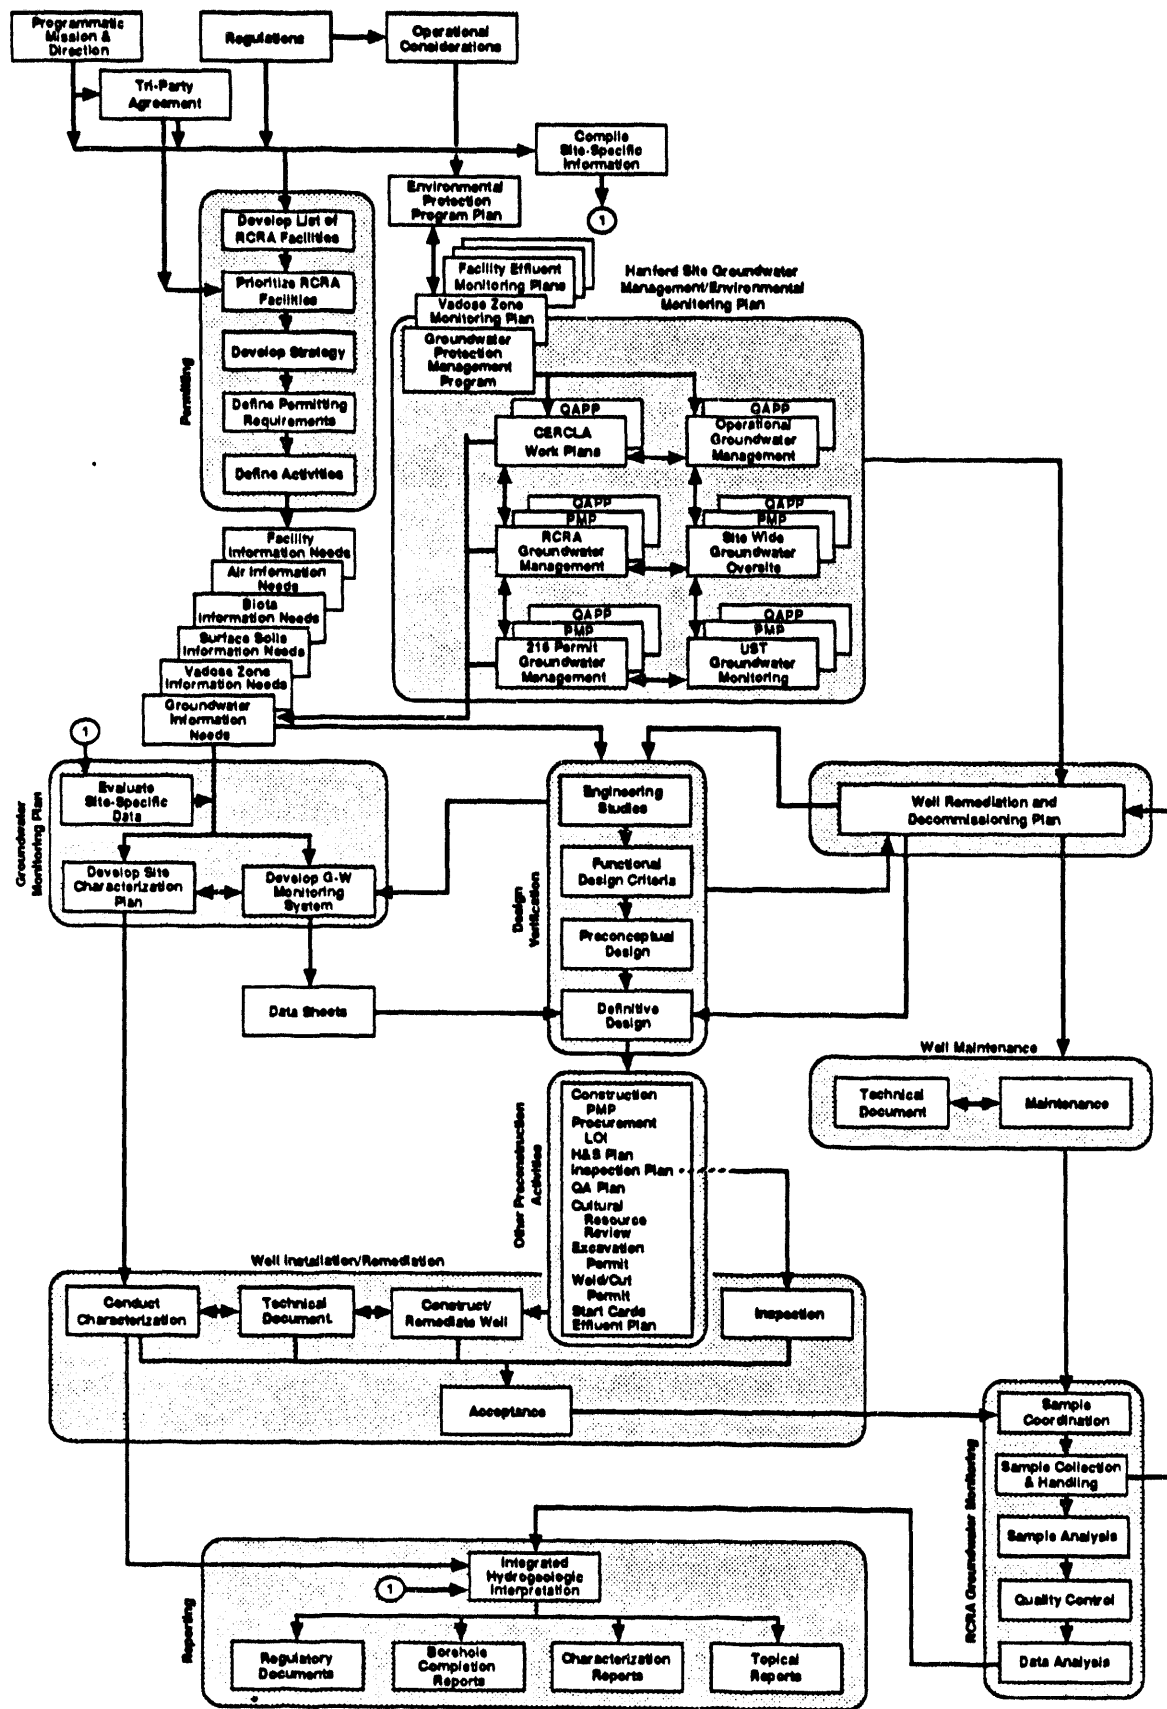 Programmatic
Mission &
Direction
Regulations
Operational
Considerations
Tri-Party
Agreement
Compile
Site-Specific
Information
1
Environmental
Protection
Program Plan
Permitting
Develop List of
RCRA Facilities
Prioritize RCRA
Facilities
Develop Strategy
Define Permitting
Requirements
Define Activities
Facility Effluent
Monitoring Plans
Vadose Zone
Monitoring Plan
Groundwater
Protection
Management
Program
Hanford Site Groundwater
Management/Environmental
Monitoring Plan
QAPP
CERCLA
Work Plans
QAPP
Operational
Groundwater
Management
QAPP
PMP
RCRA
Groundwater
Management
QAPP
PMP
Site Wide
Groundwater
Oversite
QAPP
PMP
216 Permit
Groundwater
Management
QAPP
PMP
UST
Groundwater
Monitoring
Facility
Information Needs
Air Information
Needs
Biota
Information Needs
Surface Soils
Information Needs
Vadose Zone
Information Needs
Groundwater
Information
Needs
1
Groundwater
Monitoring Plan
Evaluate
Site-Specific
Data
Develop Site
Characterization
Plan
Develop G-W
Monitoring
System
Data Sheets
Design
Verification
Engineering
Studies
Functional
Design Criteria
Preconceptual
Design
Definitive
Design
Well Remediation and
Decommissioning Plan
Well Maintenance
Technical
Document
Maintenance
Other Preconstruction
Activities
Construction
PMP
Procurement
LOI
H&S Plan
Inspection Plan
QA Plan
Cultural
Resource
Review
Excavation
Permit
Weld/Cut
Permit
Start Cards
Effluent Plan
Well Installation/Remediation
Conduct
Characterization
Technical
Document.
Construct/
Remediate Well
Inspection
Acceptance
RCRA Groundwater Monitoring
Sample
Coordination
Sample Collection
& Handling
Sample Analysis
Quality Control
Data Analysis
Reporting
Integrated
Hydrogeologic
Interpretation
1
Regulatory
Documents
Borehole
Completion
Reports
Characterization
Reports
Topical
Reports